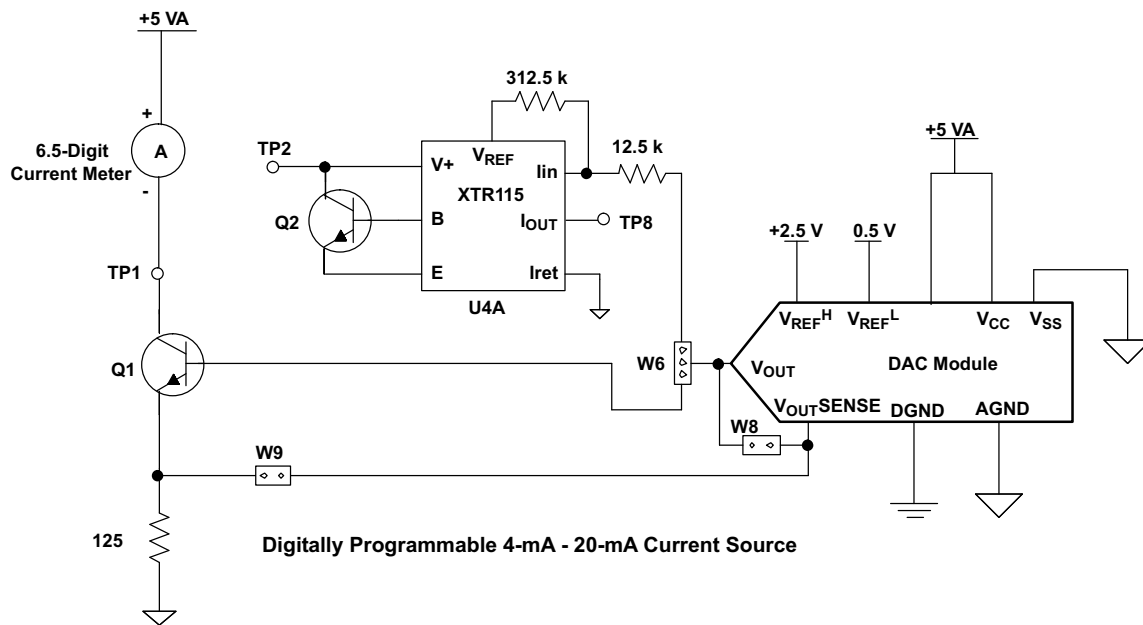 +5 VA
312.5 k
+5 VA
+
6.5-Digit
Current Meter
A
-
TP2
V+
VREF
Iin
12.5 k
XTR115
Q2
B
IOUT
TP8
+2.5 V
0.5 V
TP1
E
Iret
U4A
VREFH
VREFL
VCC
VSS
Q1
W6
VOUT
DAC Module
VOUTSENSE
DGND
AGND
W8
W9
125
Digitally Programmable 4-mA - 20-mA Current Source